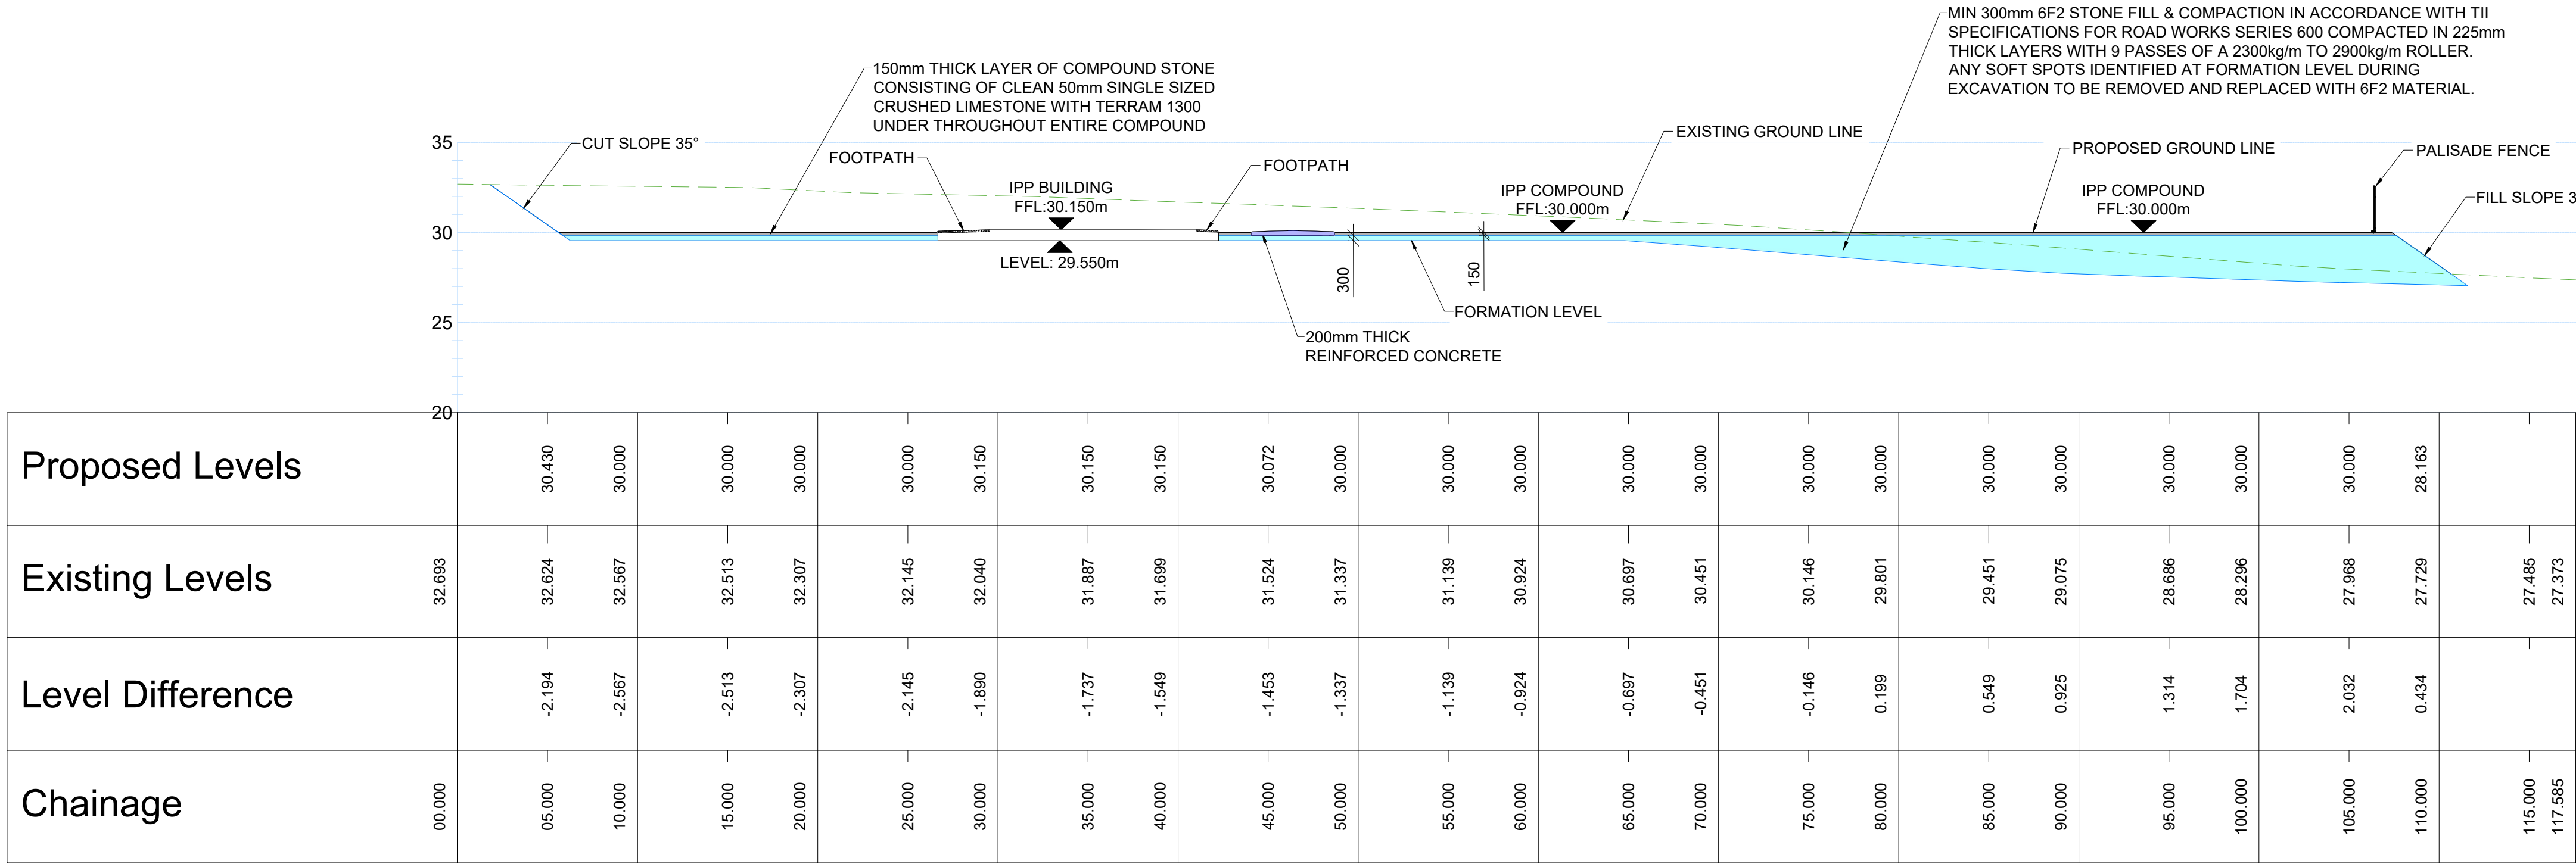 MIN 300mm 6F2 STONE FILL & COMPACTION IN ACCORDANCE WITH TII
SPECIFICATIONS FOR ROAD WORKS SERIES 600 COMPACTED IN 225mm
THICK LAYERS WITH 9 PASSES OF A 2300kg/m TO 2900kg/m ROLLER.
ANY SOFT SPOTS IDENTIFIED AT FORMATION LEVEL DURING
EXCAVATION TO BE REMOVED AND REPLACED WITH 6F2 MATERIAL.
150mm THICK LAYER OF COMPOUND STONE
CONSISTING OF CLEAN 50mm SINGLE SIZED
CRUSHED LIMESTONE WITH TERRAM 1300
UNDER THROUGHOUT ENTIRE COMPOUND
CUT SLOPE 35°
FOOTPATH
FOOTPATH
IPP BUILDING
FFL:30.150m
LEVEL: 29.550m
EXISTING GROUND LINE
IPP COMPOUND
FFL:30.000m
PROPOSED GROUND LINE
IPP COMPOUND
FFL:30.000m
PALISADE FENCE
FILL SLOPE 3
300
150
FORMATION LEVEL
200mm THICK
REINFORCED CONCRETE
35
30
25
20
Proposed Levels
30.430 30.000 30.000 30.000 30.000 30.150 30.150 30.150 30.072 30.000 30.000 30.000 30.000 30.000 30.000 30.000 30.000 30.000 30.000 30.000 30.000 28.163
Existing Levels
32.693 32.624 32.567 32.513 32.307 32.145 32.040 31.887 31.699 31.524 31.337 31.139 30.924 30.697 30.451 30.146 29.801 29.451 29.075 28.686 28.296 27.968 27.729 27.485 27.373
Level Difference
-2.194 -2.567 -2.513 -2.307 -2.145 -1.890 -1.737 -1.549 -1.453 -1.337 -1.139 -0.924 -0.697 -0.451 -0.146 0.199 0.549 0.925 1.314 1.704 2.032 0.434
Chainage
00.000 05.000 10.000 15.000 20.000 25.000 30.000 35.000 40.000 45.000 50.000 55.000 60.000 65.000 70.000 75.000 80.000 85.000 90.000 95.000 100.000 105.000 110.000 115.000 117.585